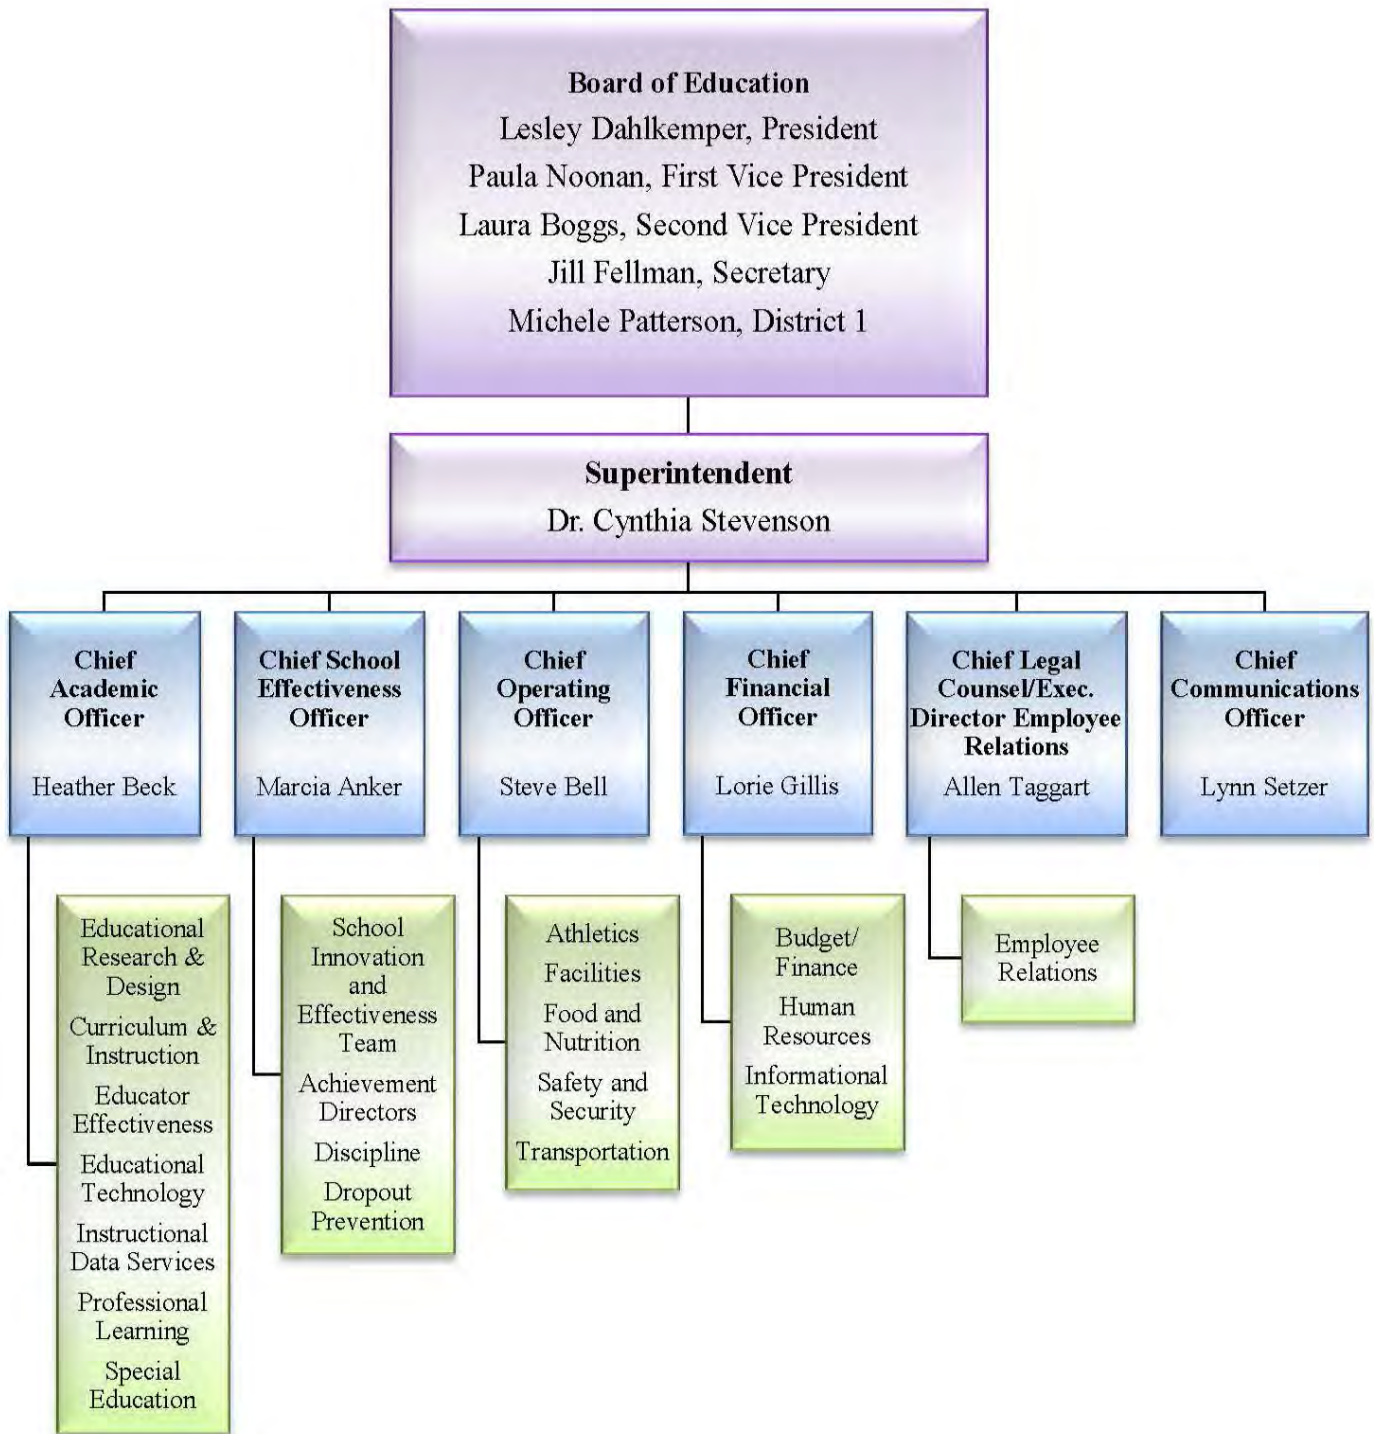 Board of Education
Lesley Dahlkemper, President
Paula Noonan, First Vice President
Laura Boggs, Second Vice President
Jill Fellman, Secretary
Michele Patterson, District 1
Superintendent
Dr. Cynthia Stevenson
Chief
Academic
Officer
Heather Beck
Chief School
Effectiveness
Officer
Marcia Anker
Chief
Operating
Officer
Steve Bell
Chief
Financial
Officer
Lorie Gillis
Chief Legal
Counsel/Exec.
Director Employee
Relations
Allen Taggart
Chief
Communications
Officer
Lynn Setzer
Educational
Research &
Design
Curriculum &
Instruction
Educator
Effectiveness
Educational
Technology
Instructional
Data Services
Professional
Learning
Special
Education
School
Innovation
and
Effectiveness
Team
Achievement
Directors
Discipline
Dropout
Prevention
Athletics
Facilities
Food and
Nutrition
Safety and
Security
Transportation
Budget/
Finance
Human
Resources
Informational
Technology
Employee
Relations